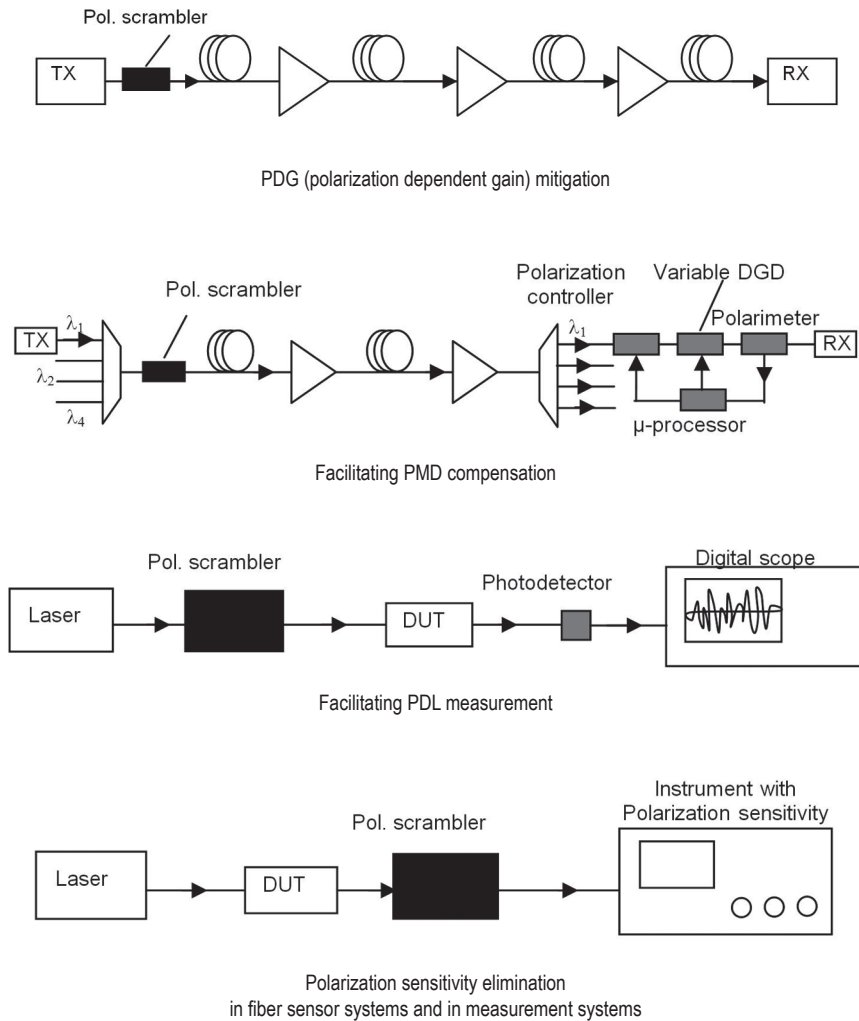 Pol. scrambler
TX
RX
PDG (polarization dependent gain) mitigation
Polarization
controller
Variable DGD
Pol. scrambler
Polarimeter
TX
λ1
λ1
RX
λ2
λ4
μ-processor
Facilitating PMD compensation
Pol. scrambler
Digital scope
Photodetector
Laser
DUT
Facilitating PDL measurement
Instrument with
Polarization sensitivity
Pol. scrambler
Laser
DUT
Polarization sensitivity elimination
in fiber sensor systems and in measurement systems